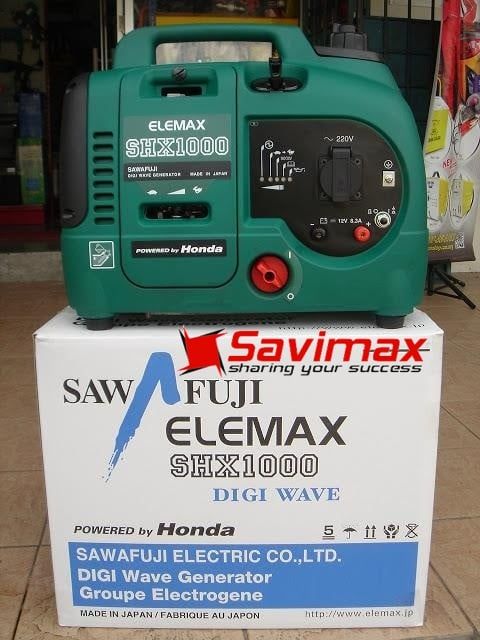 ELEMAX
SHX1000
SAWAFUJI
DIGI WAVE GENERATOR MADE IN JAPAN
POWERED by Honda
~ 220V
12V 8.3A
- +
I
O
Groupe Electrogene
Savimax
sharing your success
SAWAFUJI
ELEMAX
SHX1000
DIGI WAVE
POWERED by Honda
5
SAWAFUJI ELECTRIC CO.,LTD.
DIGI Wave Generator
Groupe Electrogene
MADE IN JAPAN / FABRIQUE AU JAPON
http://www.elemax.jp